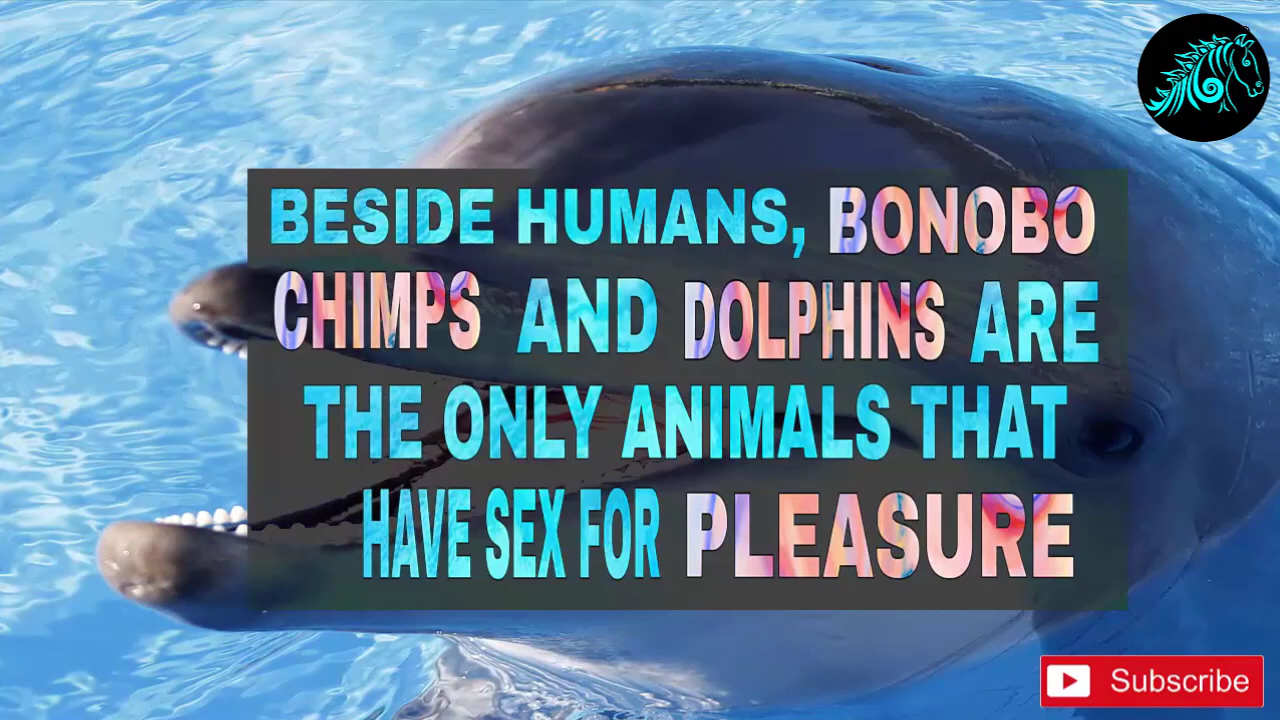 BESIDE HUMANS, BONOBO
CHIMPS AND DOLPHINS ARE
THE ONLY ANIMALS THAT
HAVE SEX FOR PLEASURE
Subscribe